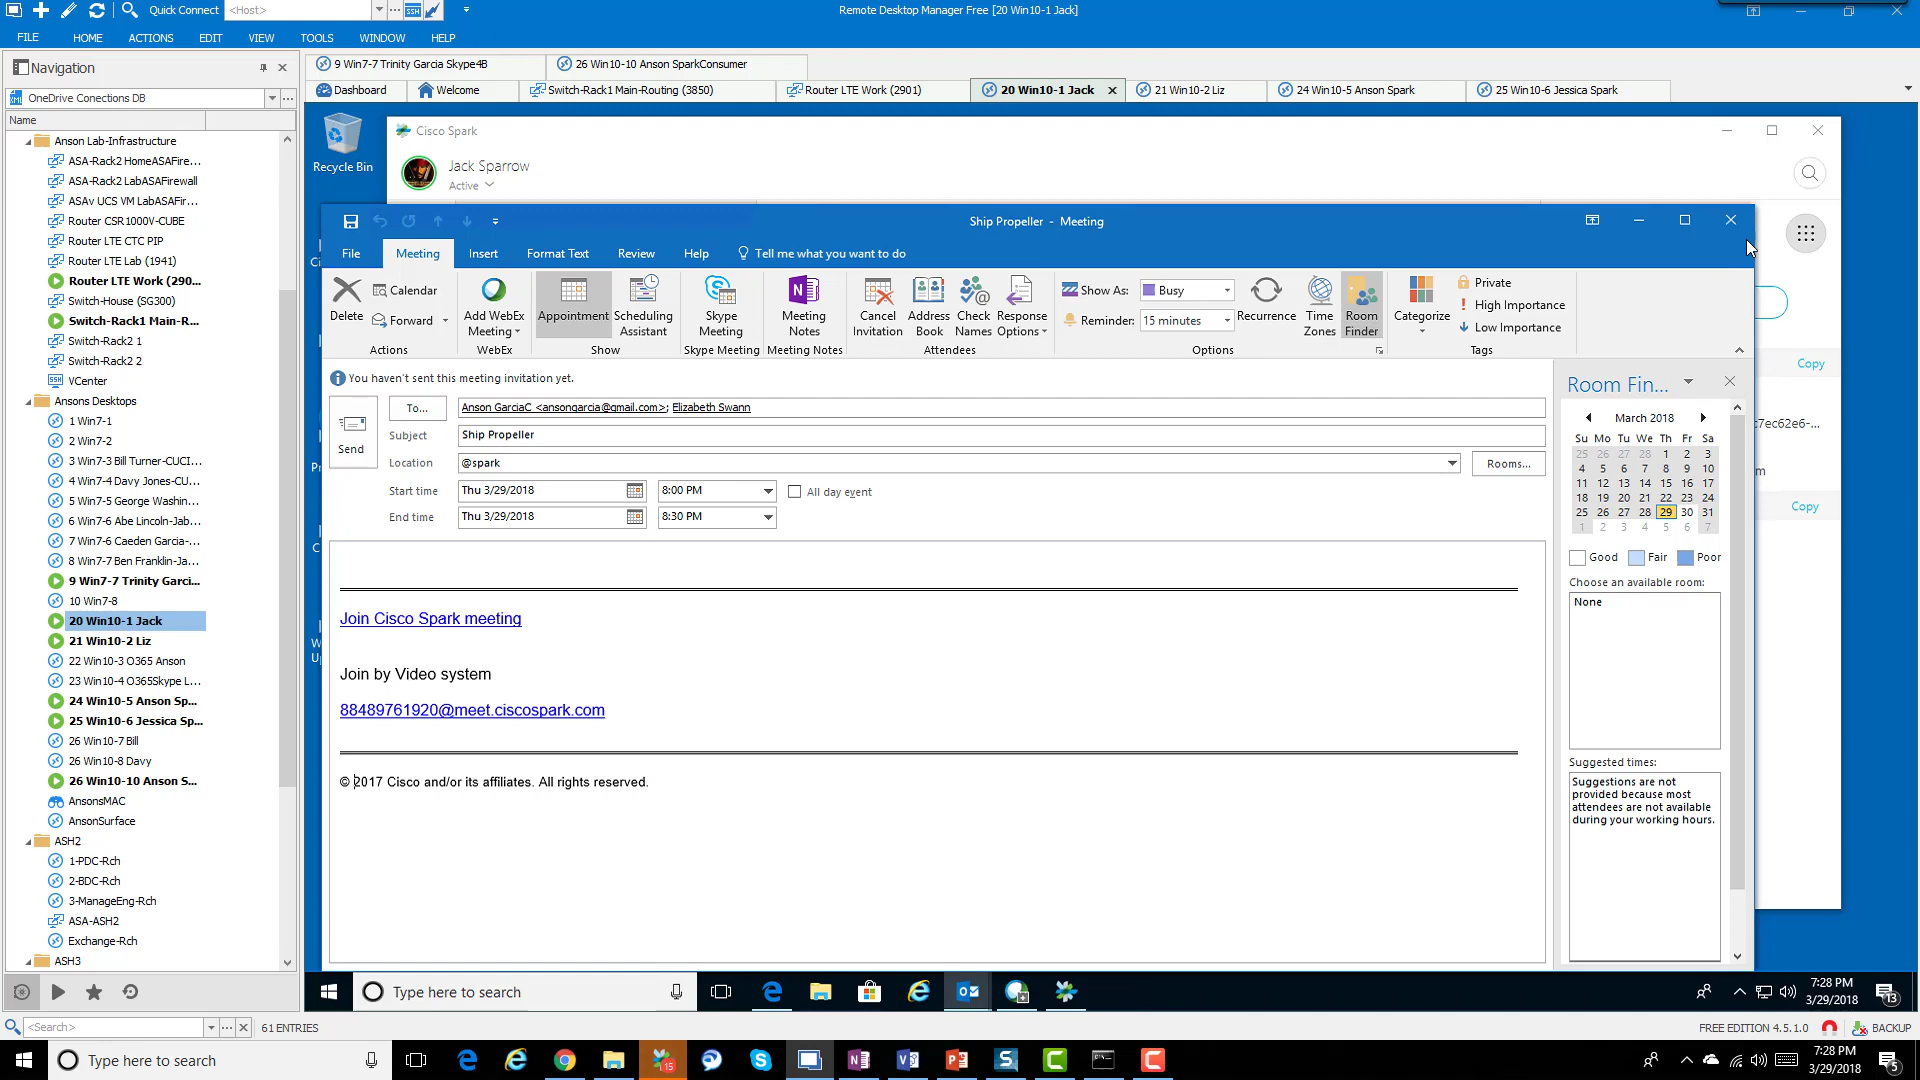 Quick Connect
<Host>
Remote Desktop Manager Free [20 Win10-1 Jack]
FILE
HOME
ACTIONS
EDIT
VIEW
TOOLS
WINDOW
HELP
Navigation
OneDrive Conections DB
Name
Anson Lab-Infrastructure
ASA-Rack2 HomeASAFire...
ASA-Rack2 LabASAFirewall
ASAv UCS VM LabASAFir...
Router CSR1000V-CUBE
Router LTE CTC PIP
Router LTE Lab (1941)
Router LTE Work (290...
Switch-House (SG300)
Switch-Rack1 Main-R...
Switch-Rack2 1
Switch-Rack2 2
VCenter
Ansons Desktops
1 Win7-1
2 Win7-2
3 Win7-3 Bill Turner-CUCI...
4 Win7-4 Davy Jones-CU...
5 Win7-5 George Washin...
6 Win7-6 Abe Lincoln-Jab...
7 Win7-6 Caeden Garcia-...
8 Win7-7 Ben Franklin-Ja...
9 Win7-7 Trinity Garci...
10 Win7-8
20 Win10-1 Jack
21 Win10-2 Liz
22 Win10-3 O365 Anson
23 Win10-4 O365Skype L...
24 Win10-5 Anson Sp...
25 Win10-6 Jessica Sp...
26 Win10-7 Bill
26 Win10-8 Davy
26 Win10-10 Anson S...
AnsonsMAC
AnsonSurface
ASH2
1-PDC-Rch
2-BDC-Rch
3-ManageEng-Rch
ASA-ASH2
Exchange-Rch
ASH3
<Search>
61 ENTRIES
FREE EDITION 4.5.1.0
BACKUP
9 Win7-7 Trinity Garcia Skype4B
26 Win10-10 Anson SparkConsumer
Dashboard
Welcome
Switch-Rack1 Main-Routing (3850)
Router LTE Work (2901)
20 Win10-1 Jack
21 Win10-2 Liz
24 Win10-5 Anson Spark
25 Win10-6 Jessica Spark
Recycle Bin
Cisco Spark
Jack Sparrow
Active
Copy
:7ec62e6-...
m
Copy
Ship Propeller - Meeting
File
Meeting
Insert
Format Text
Review
Help
Tell me what you want to do
Delete
Calendar
Forward
Actions
Add WebEx Meeting
WebEx
Appointment
Scheduling Assistant
Show
Skype Meeting
Skype Meeting
Meeting Notes
Meeting Notes
Cancel Invitation
Address Book
Check Names
Response Options
Attendees
Show As:
Busy
Reminder:
15 minutes
Recurrence
Time Zones
Room Finder
Options
Categorize
Private
High Importance
Low Importance
Tags
You haven't sent this meeting invitation yet.
Send
To...
Anson GarciaC <ansongarcia@gmail.com>; Elizabeth Swann
Subject
Ship Propeller
Location
@spark
Rooms...
Start time
Thu 3/29/2018
8:00 PM
All day event
End time
Thu 3/29/2018
8:30 PM
Join Cisco Spark meeting
Join by Video system
88489761920@meet.ciscospark.com
© 2017 Cisco and/or its affiliates. All rights reserved.
Room Fin...
March 2018
Su Mo Tu We Th Fr Sa
25 26 27 28 1 2 3
4 5 6 7 8 9 10
11 12 13 14 15 16 17
18 19 20 21 22 23 24
25 26 27 28 29 30 31
1 2 3 4 5 6 7
Good
Fair
Poor
Choose an available room:
None
Suggested times:
Suggestions are not
provided because most
attendees are not available
during your working hours.
Type here to search
7:28 PM
3/29/2018
13
Type here to search
15
7:28 PM
3/29/2018
5